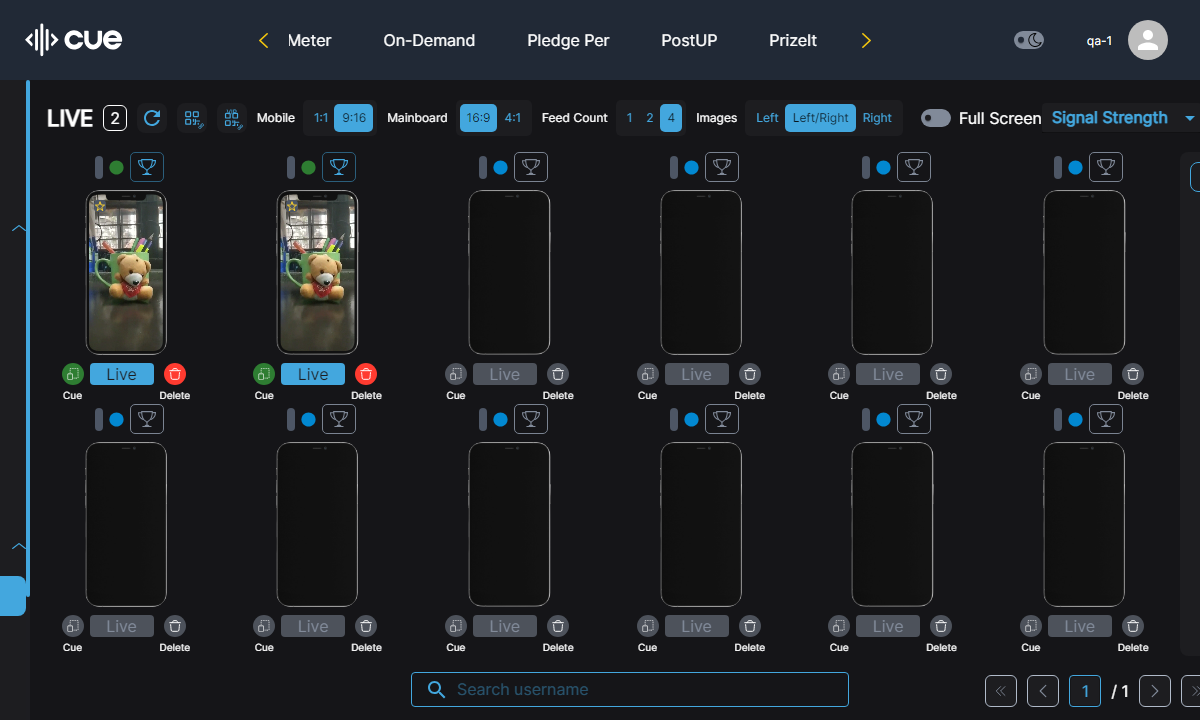 cue
Meter On-Demand Pledge Per PostUP PrizeIt
qa-1
LIVE 2 Mobile 1:1 9:16 Mainboard 16:9 4:1 Feed Count 1 2 4 Images Left Left/Right Right Full Screen Signal Strength
Live Live Live Live Live Live
Cue Delete Cue Delete Cue Delete Cue Delete Cue Delete Cue Delete
Live Live Live Live Live Live
Cue Delete Cue Delete Cue Delete Cue Delete Cue Delete Cue Delete
Search username
1 / 1